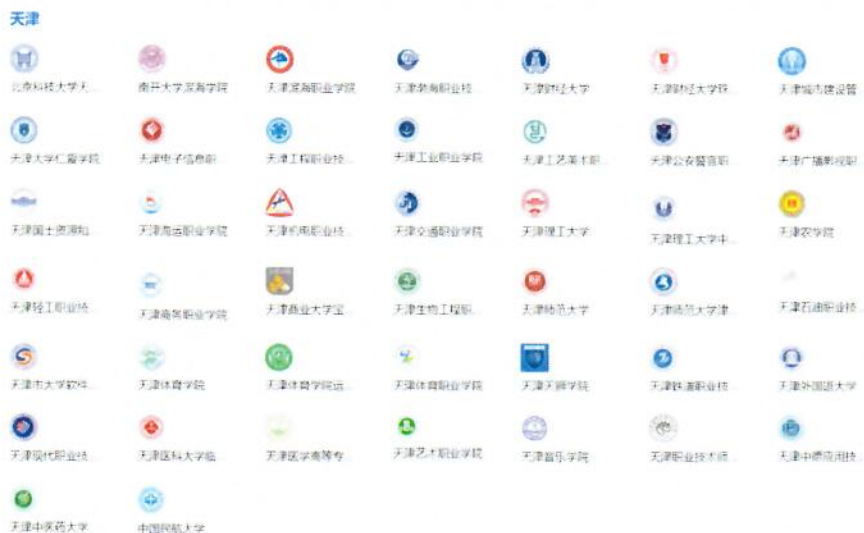 天津
北京科技大学天...
南开大学滨海学院
天津滨海职业学院
天津渤海职业技...
天津财经大学
天津财经大学珠...
天津城市建设管...
天津大学仁爱学院
天津电子信息职...
天津工程职业技...
天津工业职业学院
天津工艺美术职...
天津公安警官职...
天津广播影视职...
天津国土资源和...
天津海运职业学院
天津机电职业技...
天津交通职业学院
天津理工大学
天津理工大学中...
天津农学院
天津轻工职业技...
天津商务职业学院
天津商业大学宝...
天津生物工程职...
天津师范大学
天津师范大学津...
天津石油职业技...
天津市大学软件...
天津体育学院
天津体育学院运...
天津体育职业学院
天津天狮学院
天津铁道职业技...
天津外国语大学
天津现代职业技...
天津医科大学临...
天津医学高等专...
天津艺术职业学院
天津音乐学院
天津职业技术师...
天津中德应用技...
天津中医药大学
中国民航大学